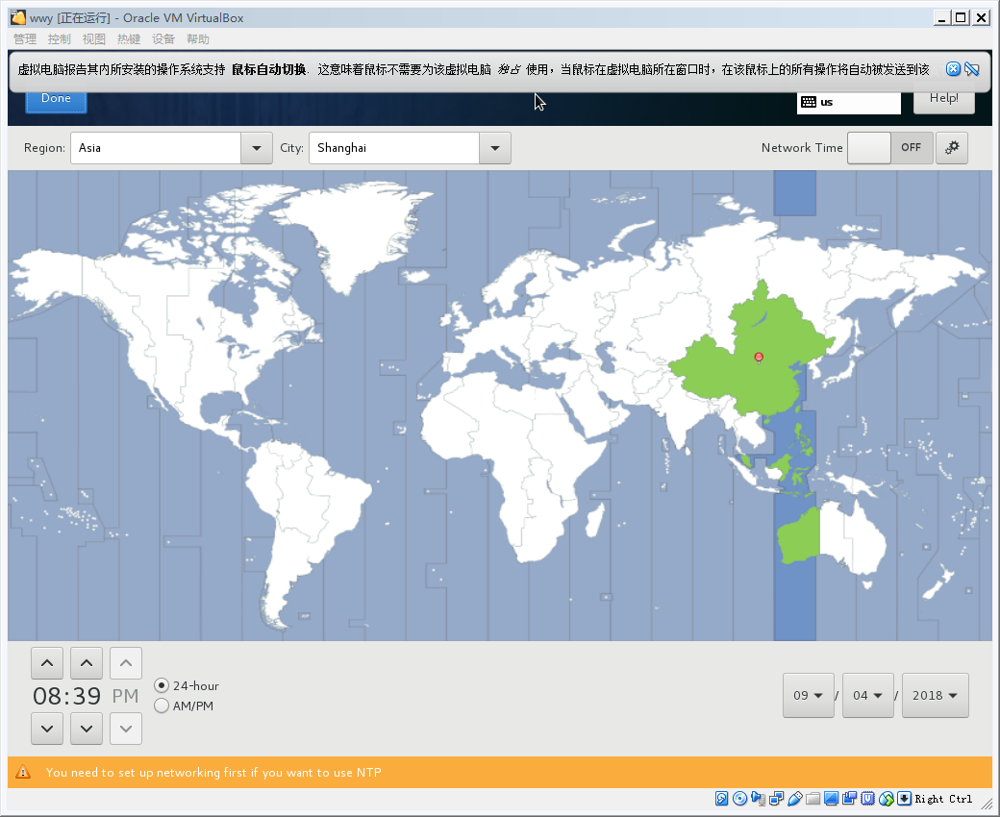 wwy [正在运行] - Oracle VM VirtualBox
管理 控制 视图 热键 设备 帮助
虚拟电脑报告其内所安装的操作系统支持 鼠标自动切换. 这意味着鼠标不需要为该虚拟电脑 独占 使用，当鼠标在虚拟电脑所在窗口时，在该鼠标上的所有操作将自动被发送到该
Done us Help!
Region: Asia City: Shanghai Network Time OFF
08:39 PM
24-hour
AM/PM
09 / 04 / 2018
You need to set up networking first if you want to use NTP
Right Ctrl